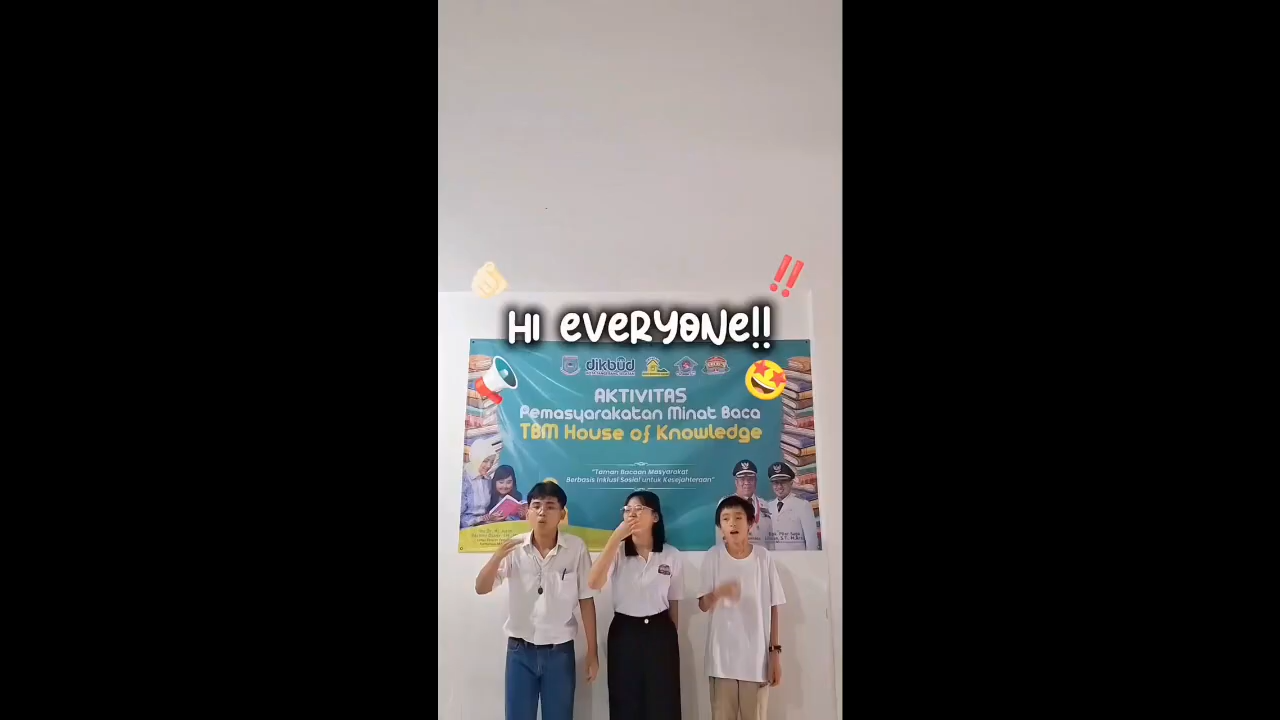 HI EVERYONE!!
dikbud
AKTIVITAS
Pemasyarakatan Minat Baca
TBM House of Knowledge
"Taman Bacaan Masyarakat
Berbasis Inklusi Sosial untuk Kesejahteraan"